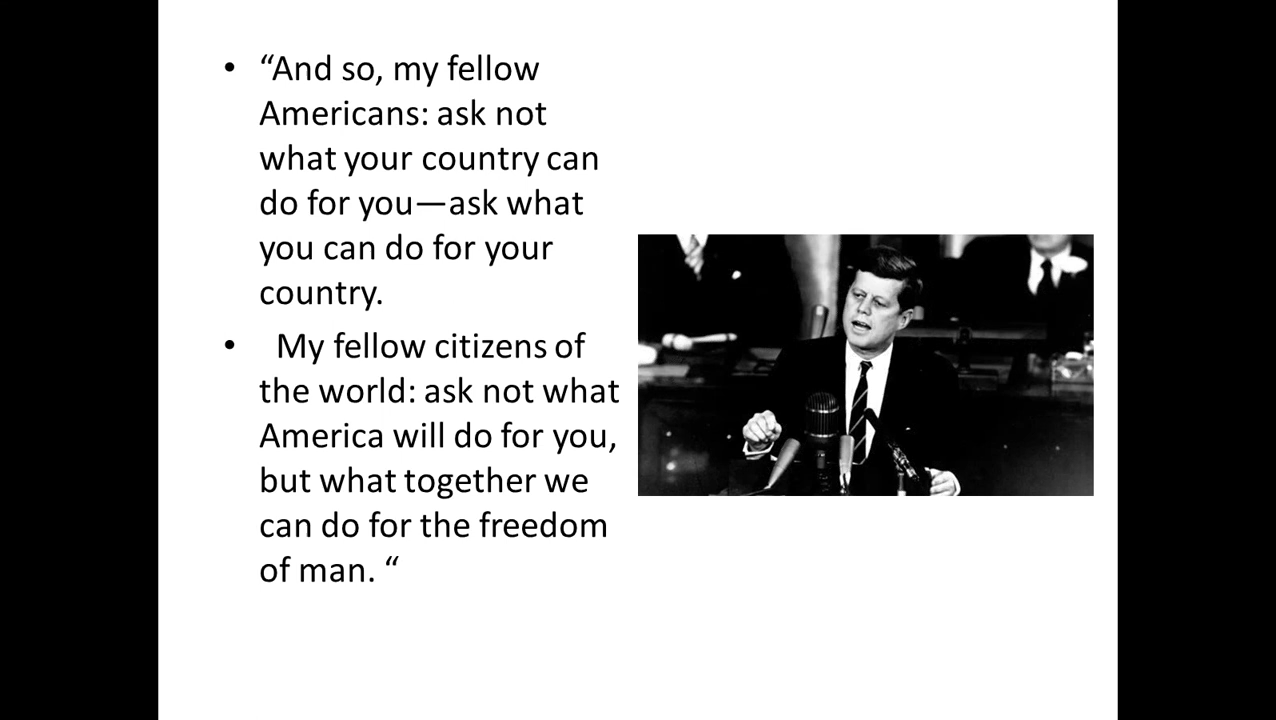 • “And so, my fellow
Americans: ask not
what your country can
do for you—ask what
you can do for your
country.
• My fellow citizens of
the world: ask not what
America will do for you,
but what together we
can do for the freedom
of man. “